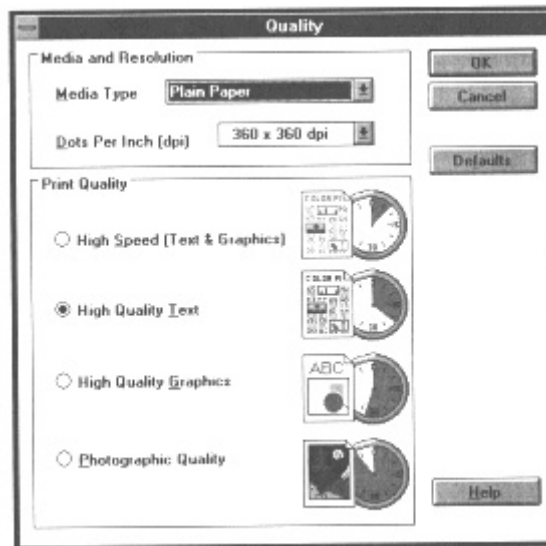 Quality
Media and Resolution
Media Type
Plain Paper
Dots Per Inch (dpi)
360 x 360 dpi
OK
Cancel
Defaults
Print Quality
High Speed (Text & Graphics)
High Quality Text
High Quality Graphics
ABC
Photographic Quality
Help